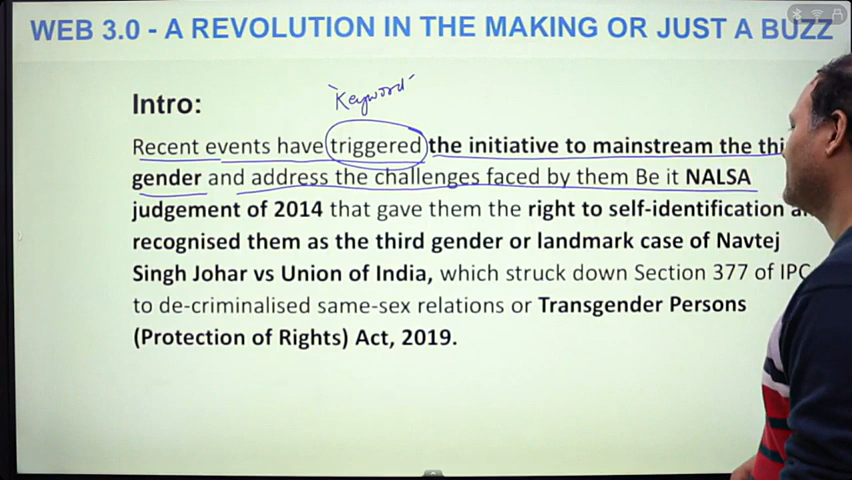 WEB 3.0 - A REVOLUTION IN THE MAKING OR JUST A BUZZ
"Keyword"
Intro:
Recent events have triggered the initiative to mainstream the
gender and address the challenges faced by them Be it NALSA
judgement of 2014 that gave them the right to self-identification
recognised them as the third gender or landmark case of Navtej
Singh Johar vs Union of India, which struck down Section 377 of IPC
to de-criminalised same-sex relations or Transgender Persons
(Protection of Rights) Act, 2019.